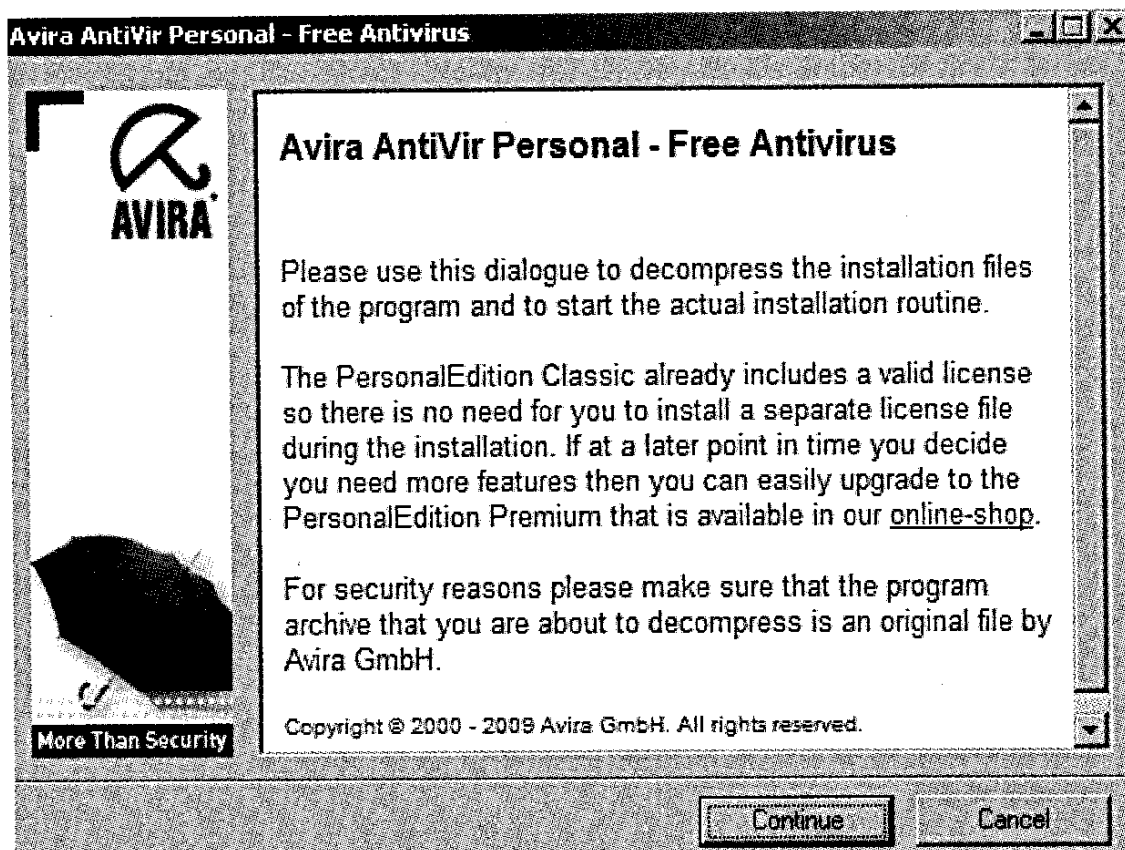 Avira AntiVir Personal - Free Antivirus
AVIRA
Avira AntiVir Personal - Free Antivirus
Please use this dialogue to decompress the installation files
of the program and to start the actual installation routine.
The PersonalEdition Classic already includes a valid license
so there is no need for you to install a separate license file
during the installation. If at a later point in time you decide
you need more features then you can easily upgrade to the
PersonalEdition Premium that is available in our online-shop.
For security reasons please make sure that the program
archive that you are about to decompress is an original file by
Avira GmbH.
Copyright © 2000 - 2009 Avira GmbH. All rights reserved.
More Than Security
Continue
Cancel